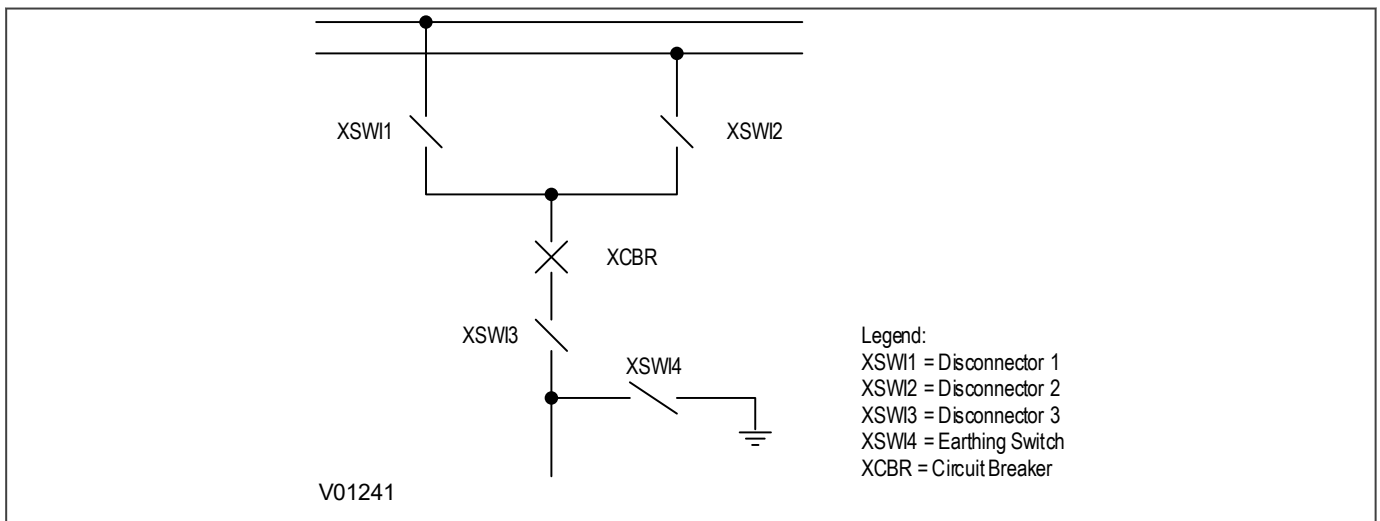 XSWI1
XSWI2
XCBR
XSWI3
XSWI4
Legend:
XSWI1 = Disconnector 1
XSWI2 = Disconnector 2
XSWI3 = Disconnector 3
XSWI4 = Earthing Switch
XCBR = Circuit Breaker
V01241